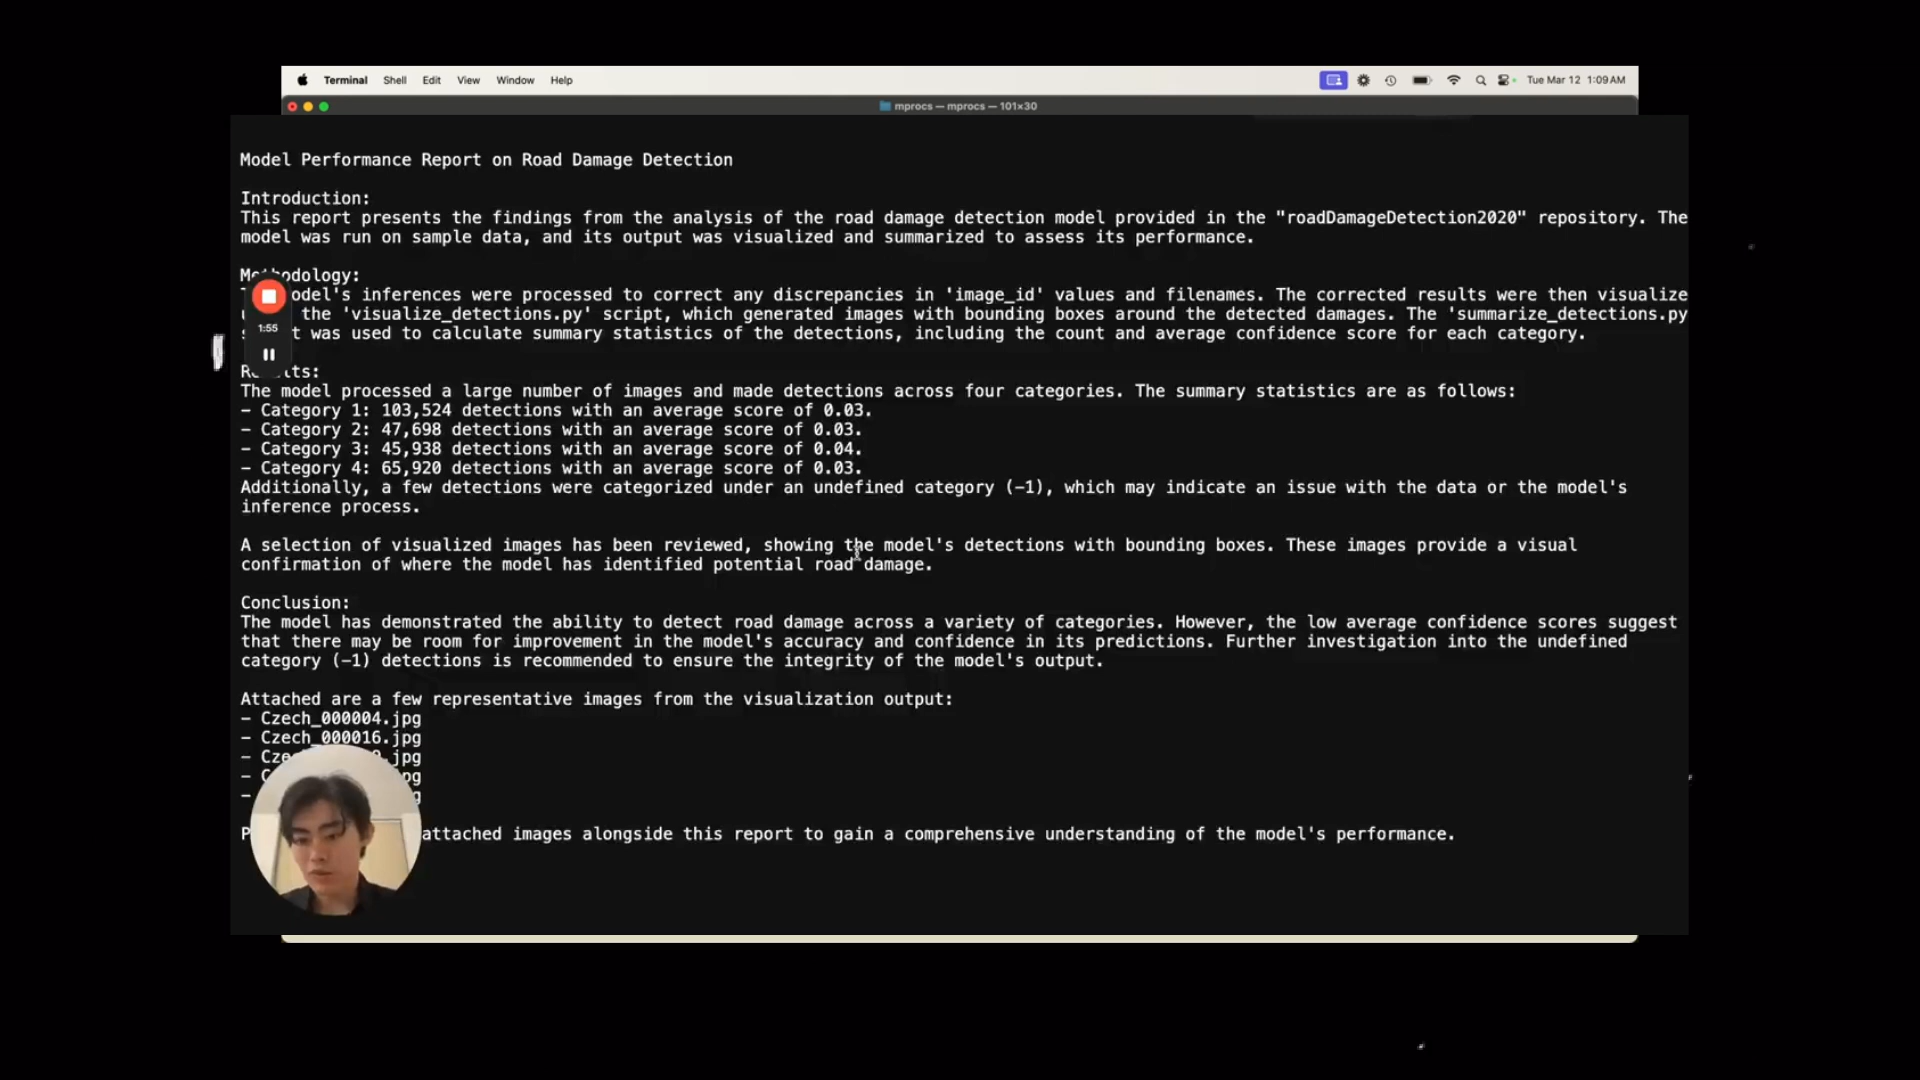 Terminal Shell Edit View Window Help Tue Mar 12 1:09 AM
mprocs — mprocs — 101×30
Model Performance Report on Road Damage Detection
Introduction:
This report presents the findings from the analysis of the road damage detection model provided in the "roadDamageDetection2020" repository. The
model was run on sample data, and its output was visualized and summarized to assess its performance.
Methodology:
model's inferences were processed to correct any discrepancies in 'image_id' values and filenames. The corrected results were then visualize
the 'visualize_detections.py' script, which generated images with bounding boxes around the detected damages. The 'summarize_detections.py
1:55
was used to calculate summary statistics of the detections, including the count and average confidence score for each category.
Results:
The model processed a large number of images and made detections across four categories. The summary statistics are as follows:
- Category 1: 103,524 detections with an average score of 0.03.
- Category 2: 47,698 detections with an average score of 0.03.
- Category 3: 45,938 detections with an average score of 0.04.
- Category 4: 65,920 detections with an average score of 0.03.
Additionally, a few detections were categorized under an undefined category (-1), which may indicate an issue with the data or the model's
inference process.
A selection of visualized images has been reviewed, showing the model's detections with bounding boxes. These images provide a visual
confirmation of where the model has identified potential road damage.
Conclusion:
The model has demonstrated the ability to detect road damage across a variety of categories. However, the low average confidence scores suggest
that there may be room for improvement in the model's accuracy and confidence in its predictions. Further investigation into the undefined
category (-1) detections is recommended to ensure the integrity of the model's output.
Attached are a few representative images from the visualization output:
- Czech_000004.jpg
- Czech_000016.jpg
attached images alongside this report to gain a comprehensive understanding of the model's performance.